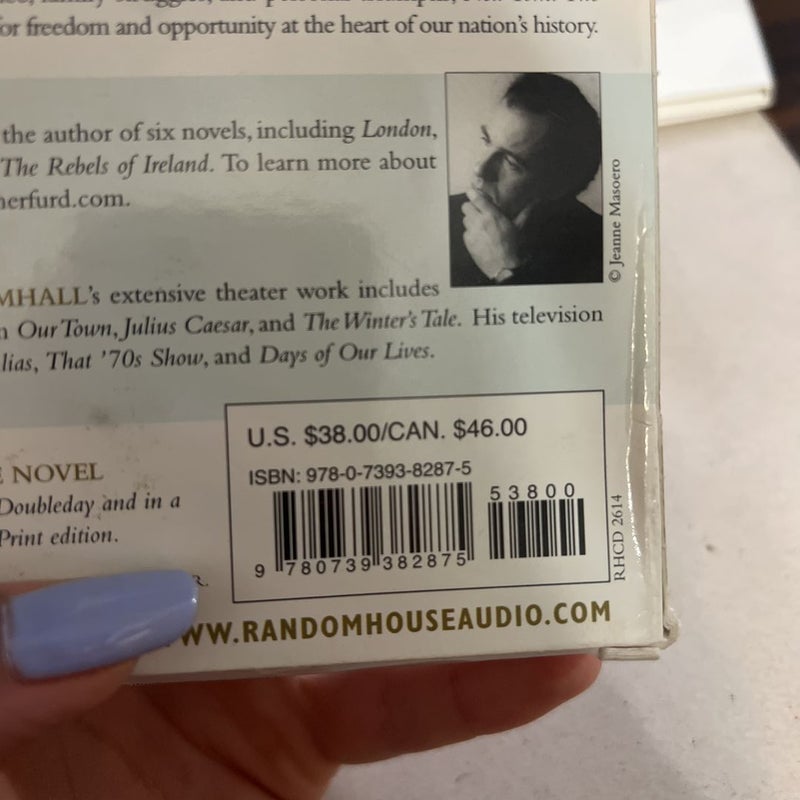 for freedom and opportunity at the heart of our nation's history.
the author of six novels, including London,
The Rebels of Ireland. To learn more about
herfurd.com.
© Jeanne Masoero
MHALL's extensive theater work includes
Our Town, Julius Caesar, and The Winter's Tale. His television
lias, That '70s Show, and Days of Our Lives.
E NOVEL
Doubleday and in a
Print edition.
R.
U.S. $38.00/CAN. $46.00
ISBN: 978-0-7393-8287-5
53800
9 780739 382875
RHCD 2614
WW.RANDOMHOUSEAUDIO.COM